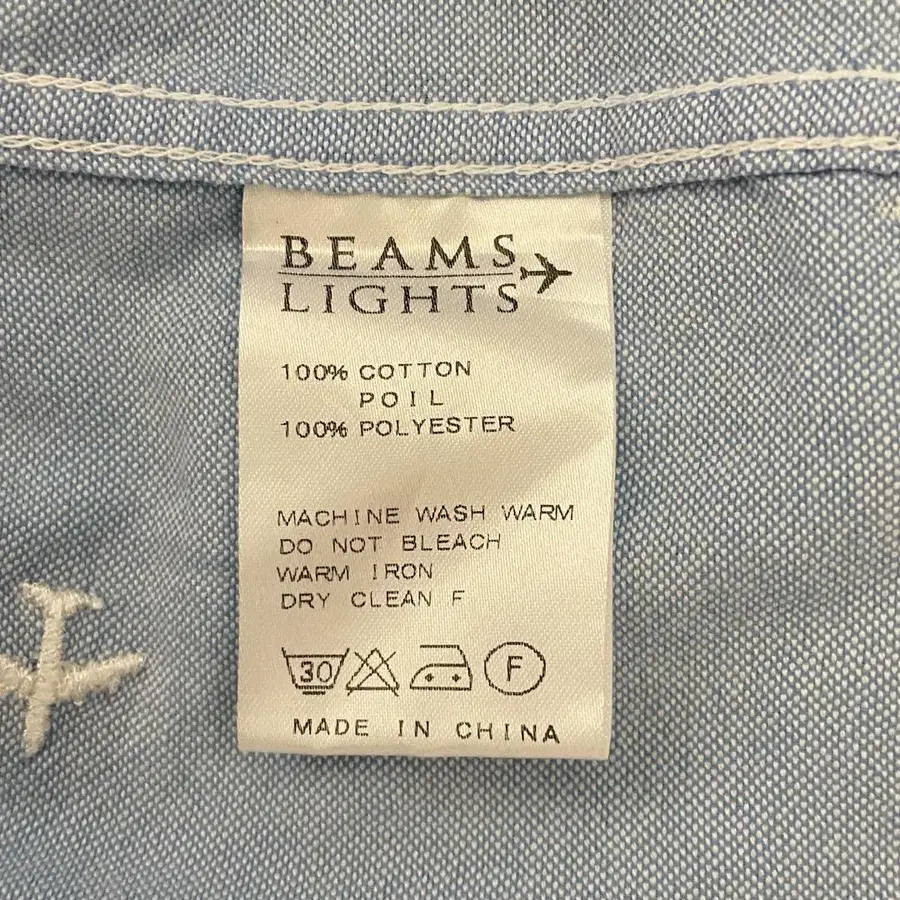 BEAMS
LIGHTS
100% COTTON
POIL
100% POLYESTER
MACHINE WASH WARM
DO NOT BLEACH
WARM IRON
DRY CLEAN F
30 F
MADE IN CHINA